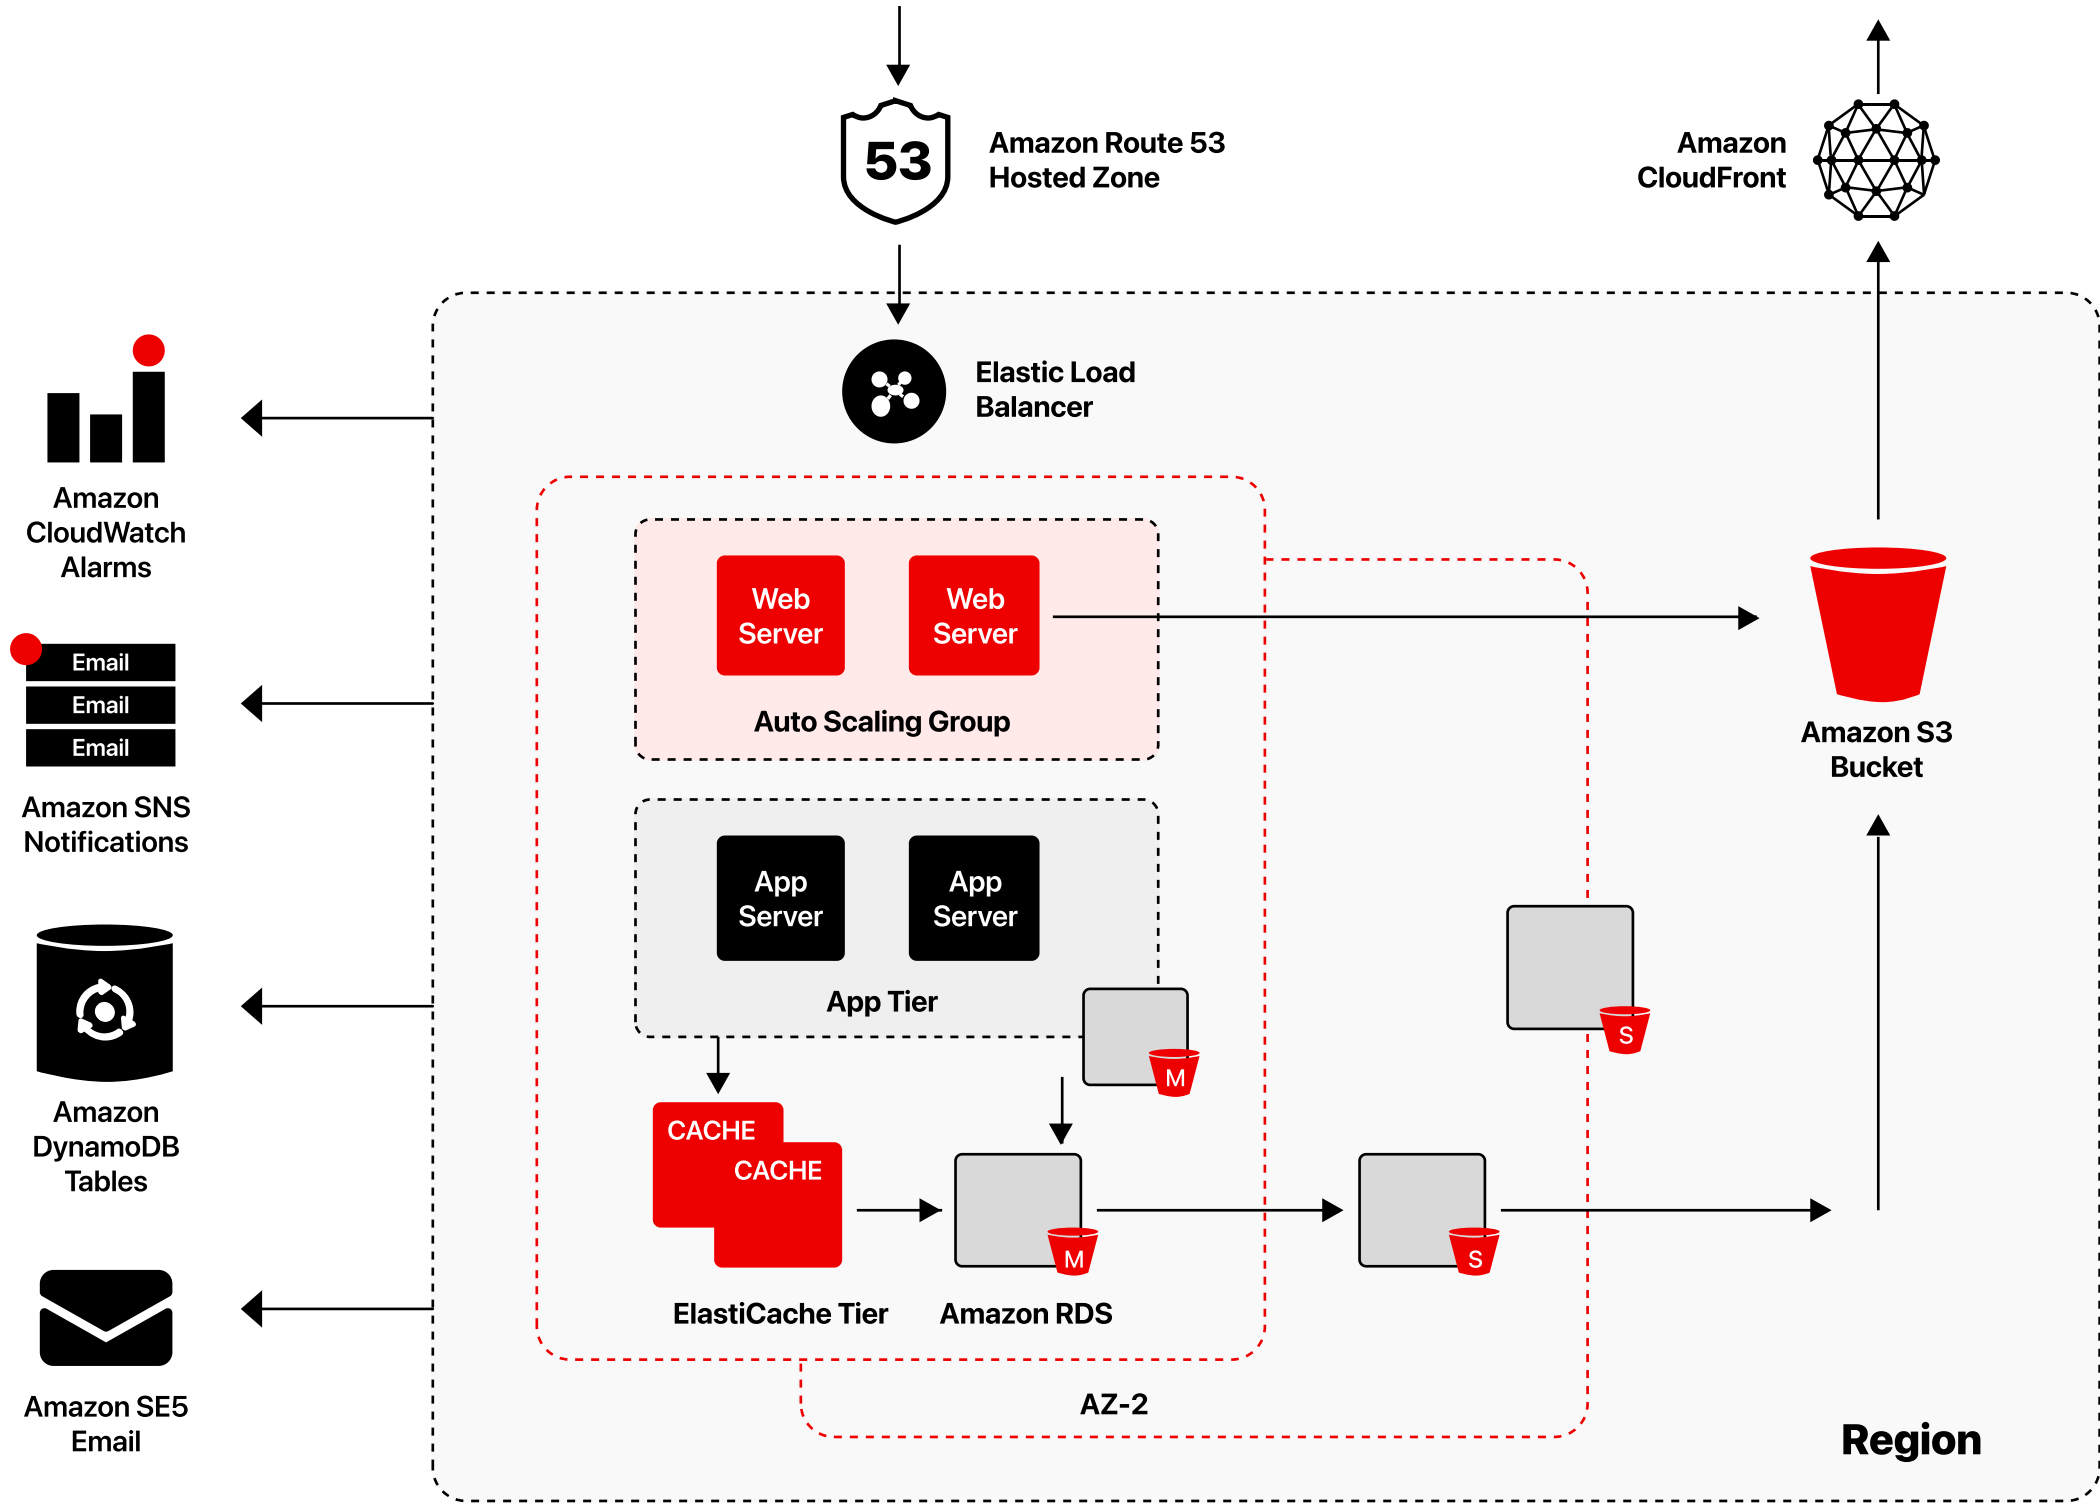 53
Amazon Route 53
Hosted Zone
Amazon
CloudFront
Elastic Load
Balancer
Amazon
CloudWatch
Alarms
Email
Email
Email
Amazon SNS
Notifications
Amazon
DynamoDB
Tables
Amazon SE5
Email
Web
Server
Web
Server
Auto Scaling Group
App
Server
App
Server
App Tier
M
CACHE
CACHE
M
ElastiCache Tier
Amazon RDS
S
S
AZ-2
Amazon S3
Bucket
Region